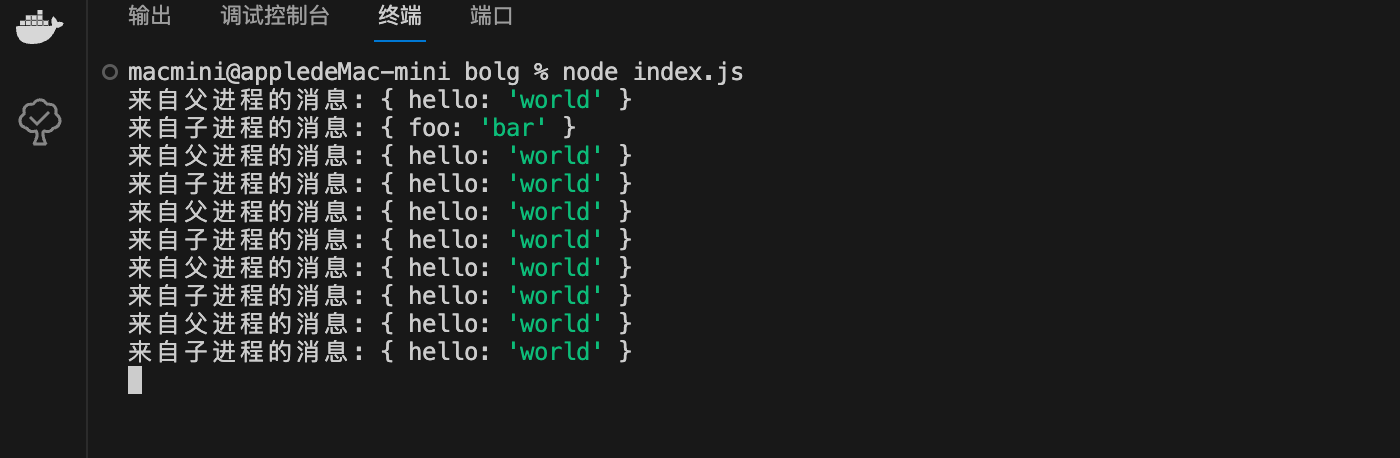 输出 调试控制台 终端 端口
macmini@appledeMac-mini bolg % node index.js
来自父进程的消息: { hello: 'world' }
来自子进程的消息: { foo: 'bar' }
来自父进程的消息: { hello: 'world' }
来自子进程的消息: { hello: 'world' }
来自父进程的消息: { hello: 'world' }
来自子进程的消息: { hello: 'world' }
来自父进程的消息: { hello: 'world' }
来自子进程的消息: { hello: 'world' }
来自父进程的消息: { hello: 'world' }
来自子进程的消息: { hello: 'world' }